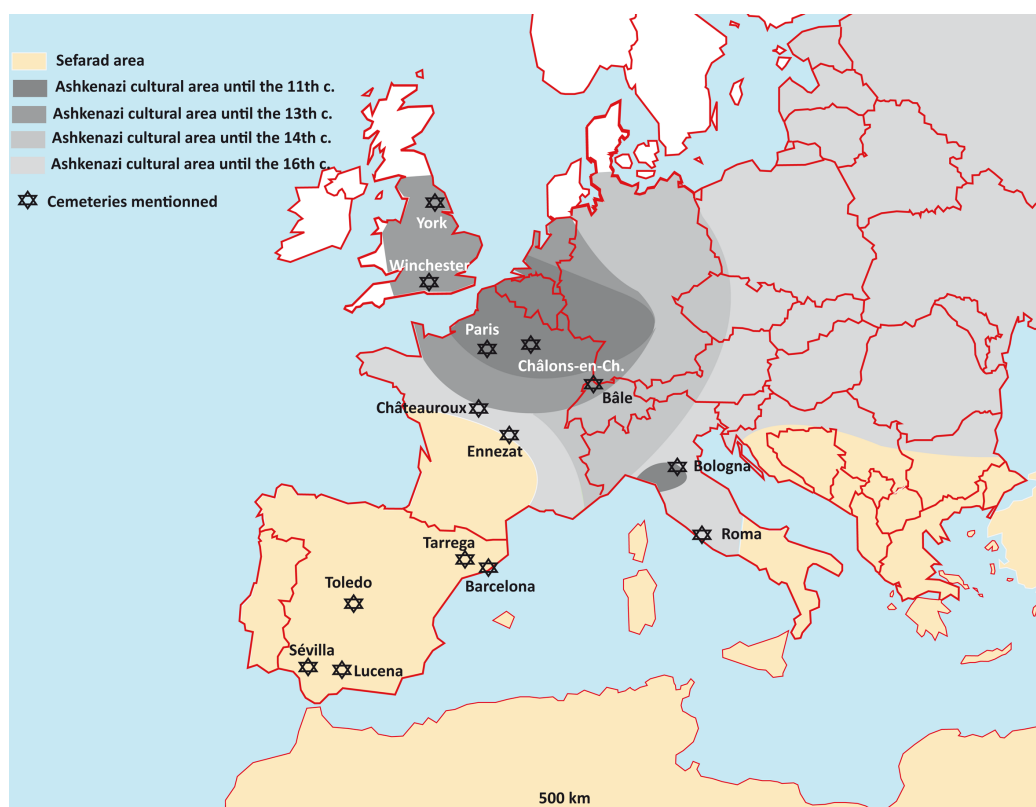 Sefarad area
Ashkenazi cultural area until the 11th c.
Ashkenazi cultural area until the 13th c.
Ashkenazi cultural area until the 14th c.
Ashkenazi cultural area until the 16th c.
Cemeteries mentionned
York
Winchester
Paris
Châlons-en-Ch.
Bâle
Châteauroux
Ennezat
Bologna
Roma
Tarrega
Barcelona
Toledo
Sévilla
Lucena
500 km